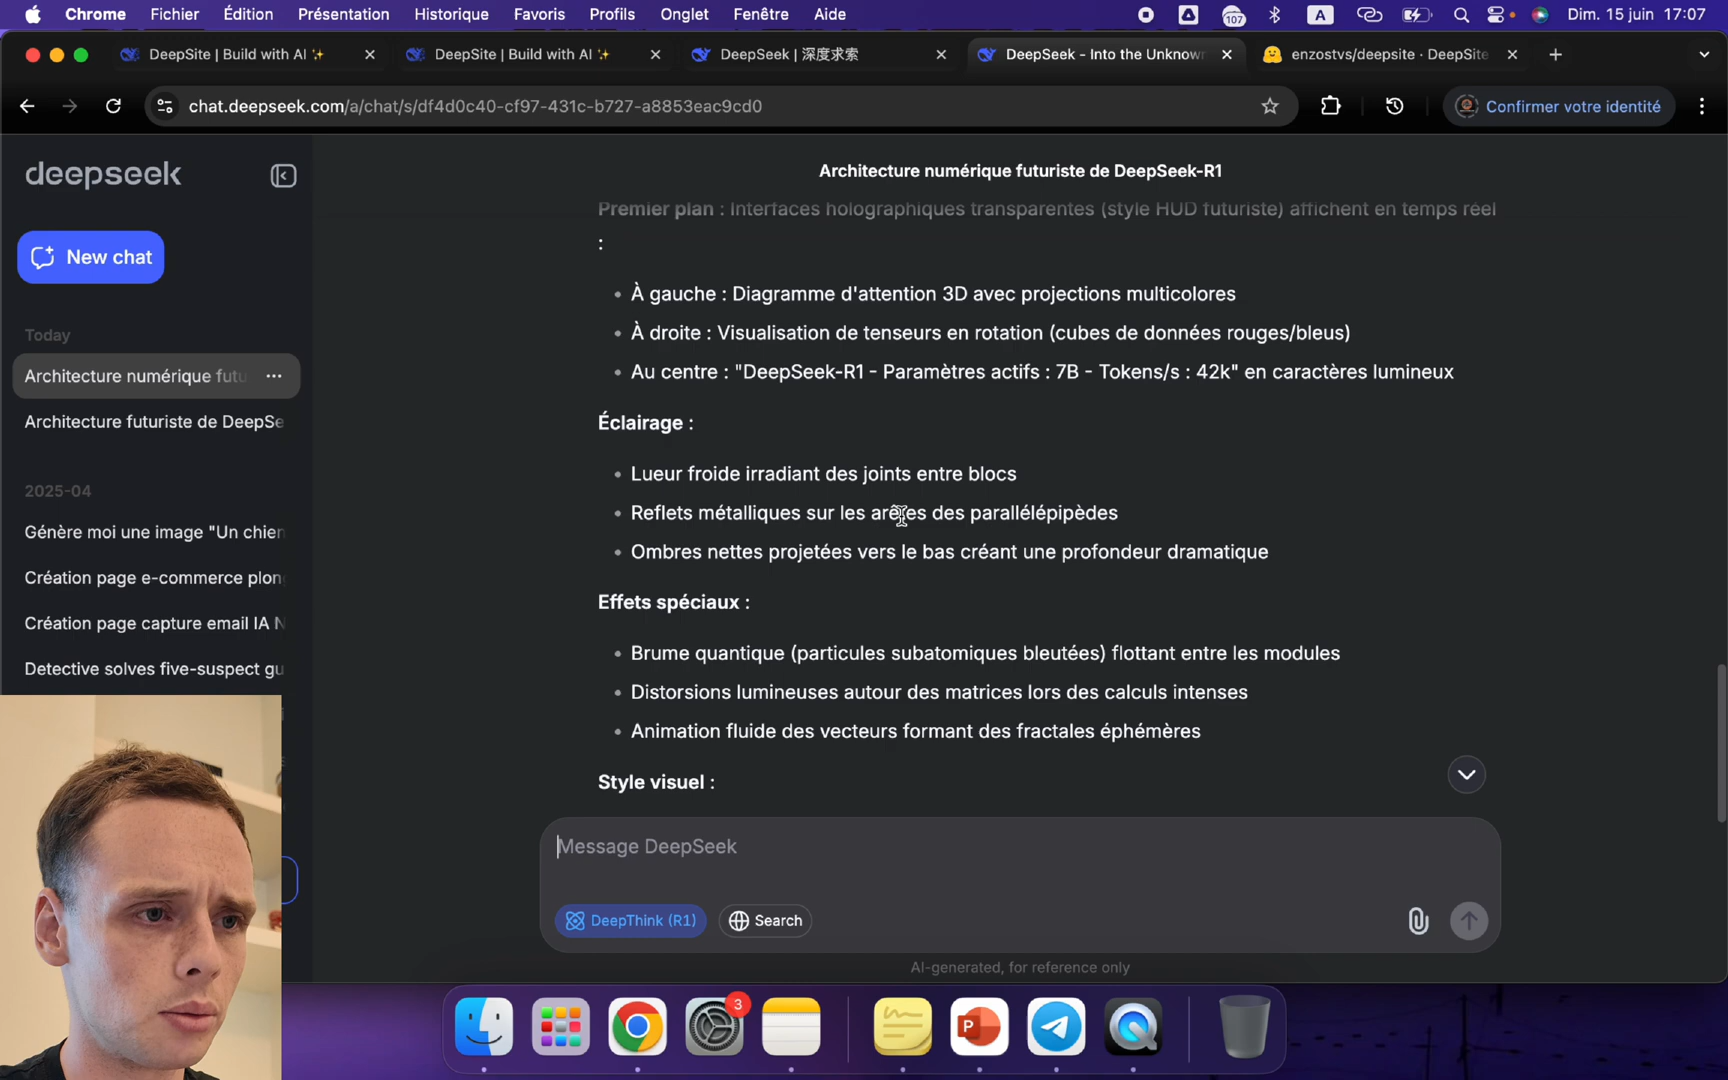 Chrome Fichier Édition Présentation Historique Favoris Profils Onglet Fenêtre Aide 107 A Dim. 15 juin 17:07
DeepSite | Build with AI ✨ DeepSite | Build with AI ✨ DeepSeek | 深度求索 DeepSeek - Into the Unknown enzostvs/deepsite · DeepSite
chat.deepseek.com/a/chat/s/df4d0c40-cf97-431c-b727-a8853eac9cd0 Confirmer votre identité
deepseek
New chat
Today
Architecture numérique futu
Architecture futuriste de DeepSe
2025-04
Génère moi une image "Un chien
Création page e-commerce plon
Création page capture email IA N
Detective solves five-suspect gu
Architecture numérique futuriste de DeepSeek-R1
Premier plan : Interfaces holographiques transparentes (style HUD futuriste) affichent en temps réel
:
• À gauche : Diagramme d'attention 3D avec projections multicolores
• À droite : Visualisation de tenseurs en rotation (cubes de données rouges/bleus)
• Au centre : "DeepSeek-R1 - Paramètres actifs : 7B - Tokens/s : 42k" en caractères lumineux
Éclairage :
• Lueur froide irradiant des joints entre blocs
• Reflets métalliques sur les arêtes des parallélépipèdes
• Ombres nettes projetées vers le bas créant une profondeur dramatique
Effets spéciaux :
• Brume quantique (particules subatomiques bleutées) flottant entre les modules
• Distorsions lumineuses autour des matrices lors des calculs intenses
• Animation fluide des vecteurs formant des fractales éphémères
Style visuel :
Message DeepSeek
DeepThink (R1) Search
AI-generated, for reference only
3
P